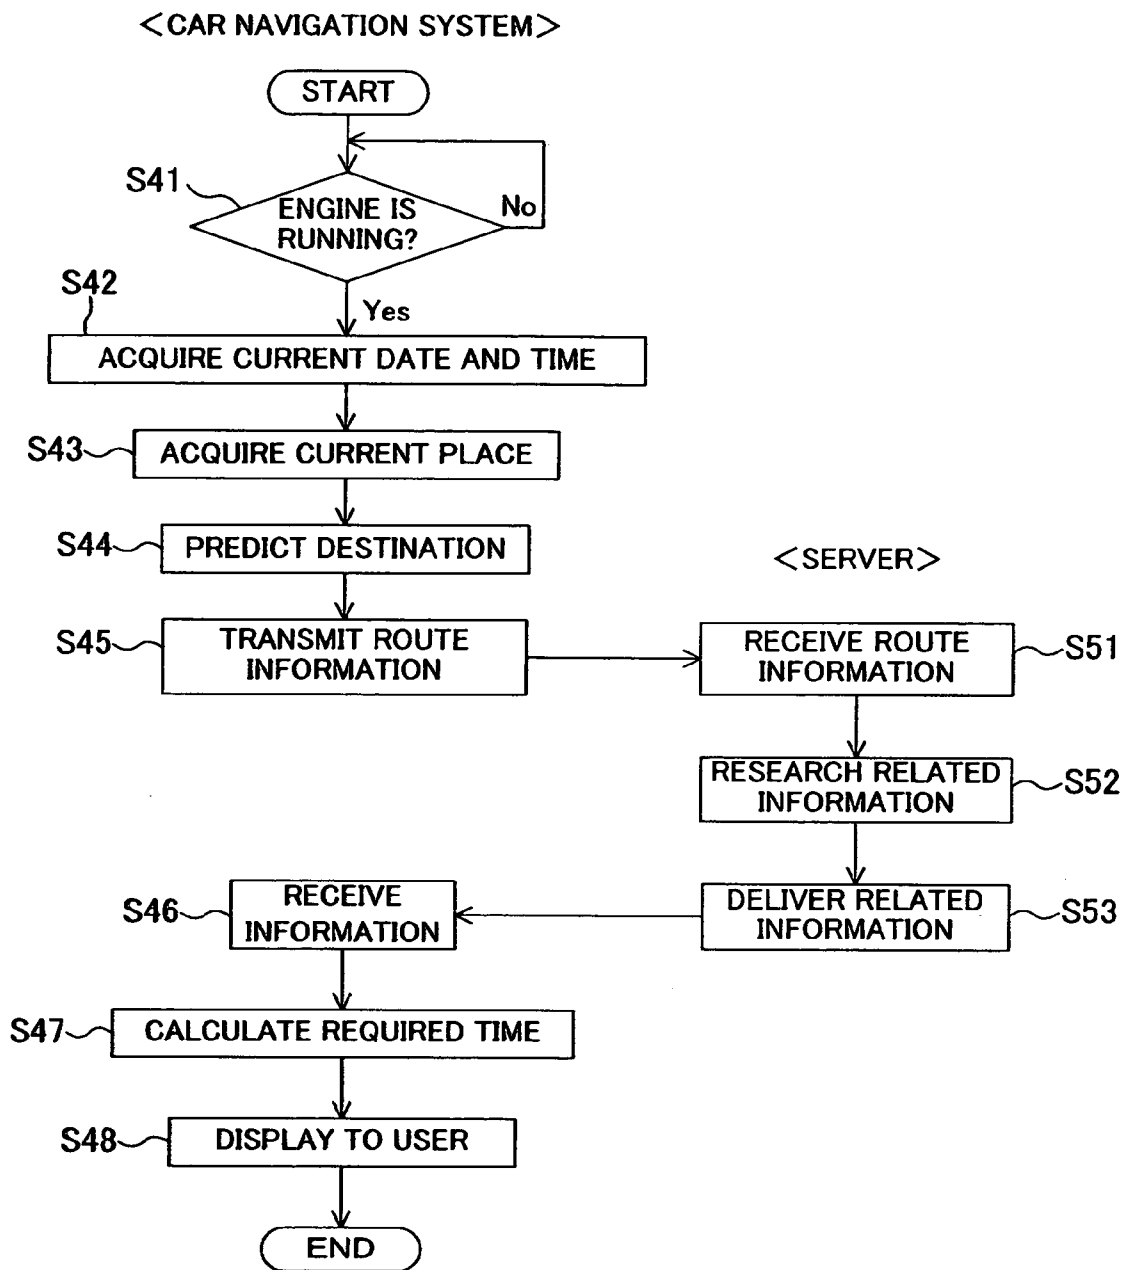 <CAR NAVIGATION SYSTEM>
START
S41
ENGINE IS
RUNNING?
No
Yes
S42
ACQUIRE CURRENT DATE AND TIME
S43
ACQUIRE CURRENT PLACE
S44
PREDICT DESTINATION
S45
TRANSMIT ROUTE
INFORMATION
<SERVER>
RECEIVE ROUTE
INFORMATION
S51
RESEARCH RELATED
INFORMATION
S52
DELIVER RELATED
INFORMATION
S53
S46
RECEIVE
INFORMATION
S47
CALCULATE REQUIRED TIME
S48
DISPLAY TO USER
END